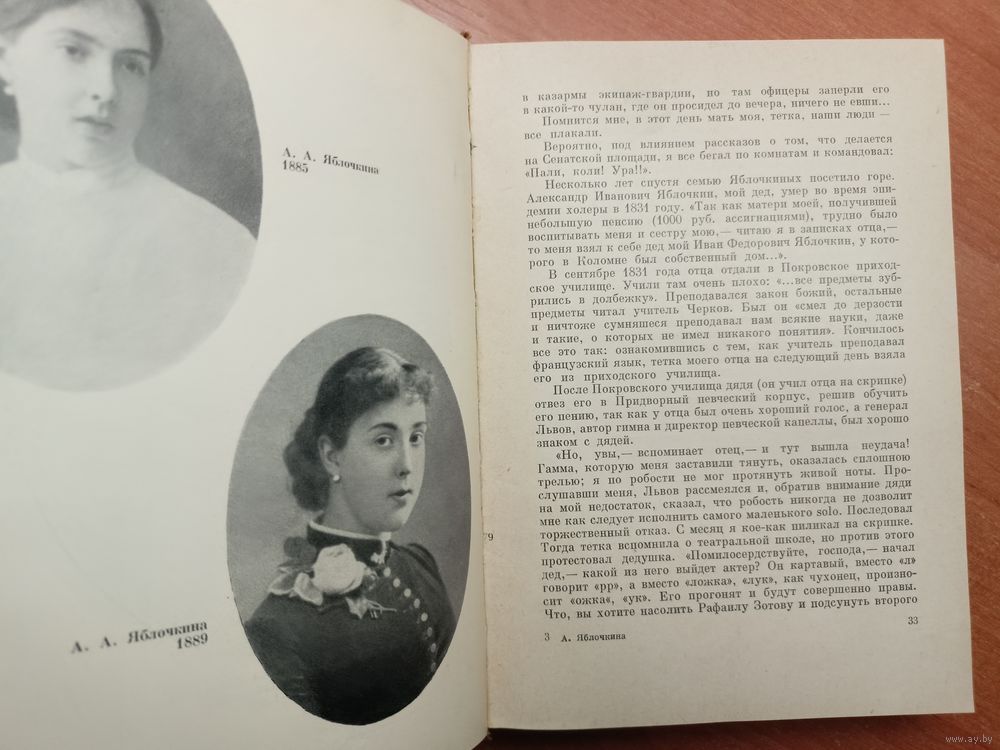 А. А. Яблочкина
1885
А. А. Яблочкина
1889
79
в казармы экипаж-гвардии, но там офицеры заперли его
в какой-то чулан, где он просидел до вечера, ничего не евши...
Помнится мне, в этот день мать моя, тетка, наши люди —
все плакали.
Вероятно, под влиянием рассказов о том, что делается
на Сенатской площади, я все бегал по комнатам и командовал:
«Пали, коли! Ура!!».
Несколько лет спустя семью Яблочкиных посетило горе.
Александр Иванович Яблочкин, мой дед, умер во время эпи-
демии холеры в 1831 году. «Так как матери моей, получившей
небольшую пенсию (1000 руб. ассигнациями), трудно было
воспитывать меня и сестру мою,— читаю я в записках отца,—
то меня взял к себе дед мой Иван Федорович Яблочкин, у кото-
рого в Коломне был собственный дом...».
В сентябре 1831 года отца отдали в Покровское приход-
ское училище. Учили там очень плохо: «...все предметы зуб-
рились в долбежку». Преподавался закон божий, остальные
предметы читал учитель Черков. Был он «смел до дерзости
и ничтоже сумняшеся преподавал нам всякие науки, даже
и такие, о которых не имел никакого понятия». Кончилось
все это так: ознакомившись с тем, как учитель преподавал
французский язык, тетка моего отца на следующий день взяла
его из приходского училища.
После Покровского училища дядя (он учил отца на скрипке)
отвез его в Придворный певческий корпус, решив обучить
его пению, так как у отца был очень хороший голос, а генерал
Львов, автор гимна и директор певческой капеллы, был хорошо
знаком с дядей.
«Но, увы,— вспоминает отец,— и тут вышла неудача!
Гамма, которую меня заставили тянуть, оказалась сплошною
трелью; я по робости не мог протянуть живой ноты. Про-
слушавши меня, Львов рассмеялся и, обратив внимание дяди
на мой недостаток, сказал, что робость никогда не дозволит
мне как следует исполнить самого маленького solo. Последовал
торжественный отказ. С месяц я кое-как пиликал на скрипке.
Тогда тетка вспомнила о театральной школе, но против этого
протестовал дедушка. «Помилосердствуйте, господа,— начал
дед,— какой из него выйдет актер? Он картавый, вместо «л»
говорит «рр», а вместо «ложка», «лук», как чухонец, произно-
сит «ожка», «ук». Его прогонят и будут совершенно правы.
Что, вы хотите насолить Рафаилу Зотову и подсунуть второго
33
3 А. Яблочкина
www.ay.by